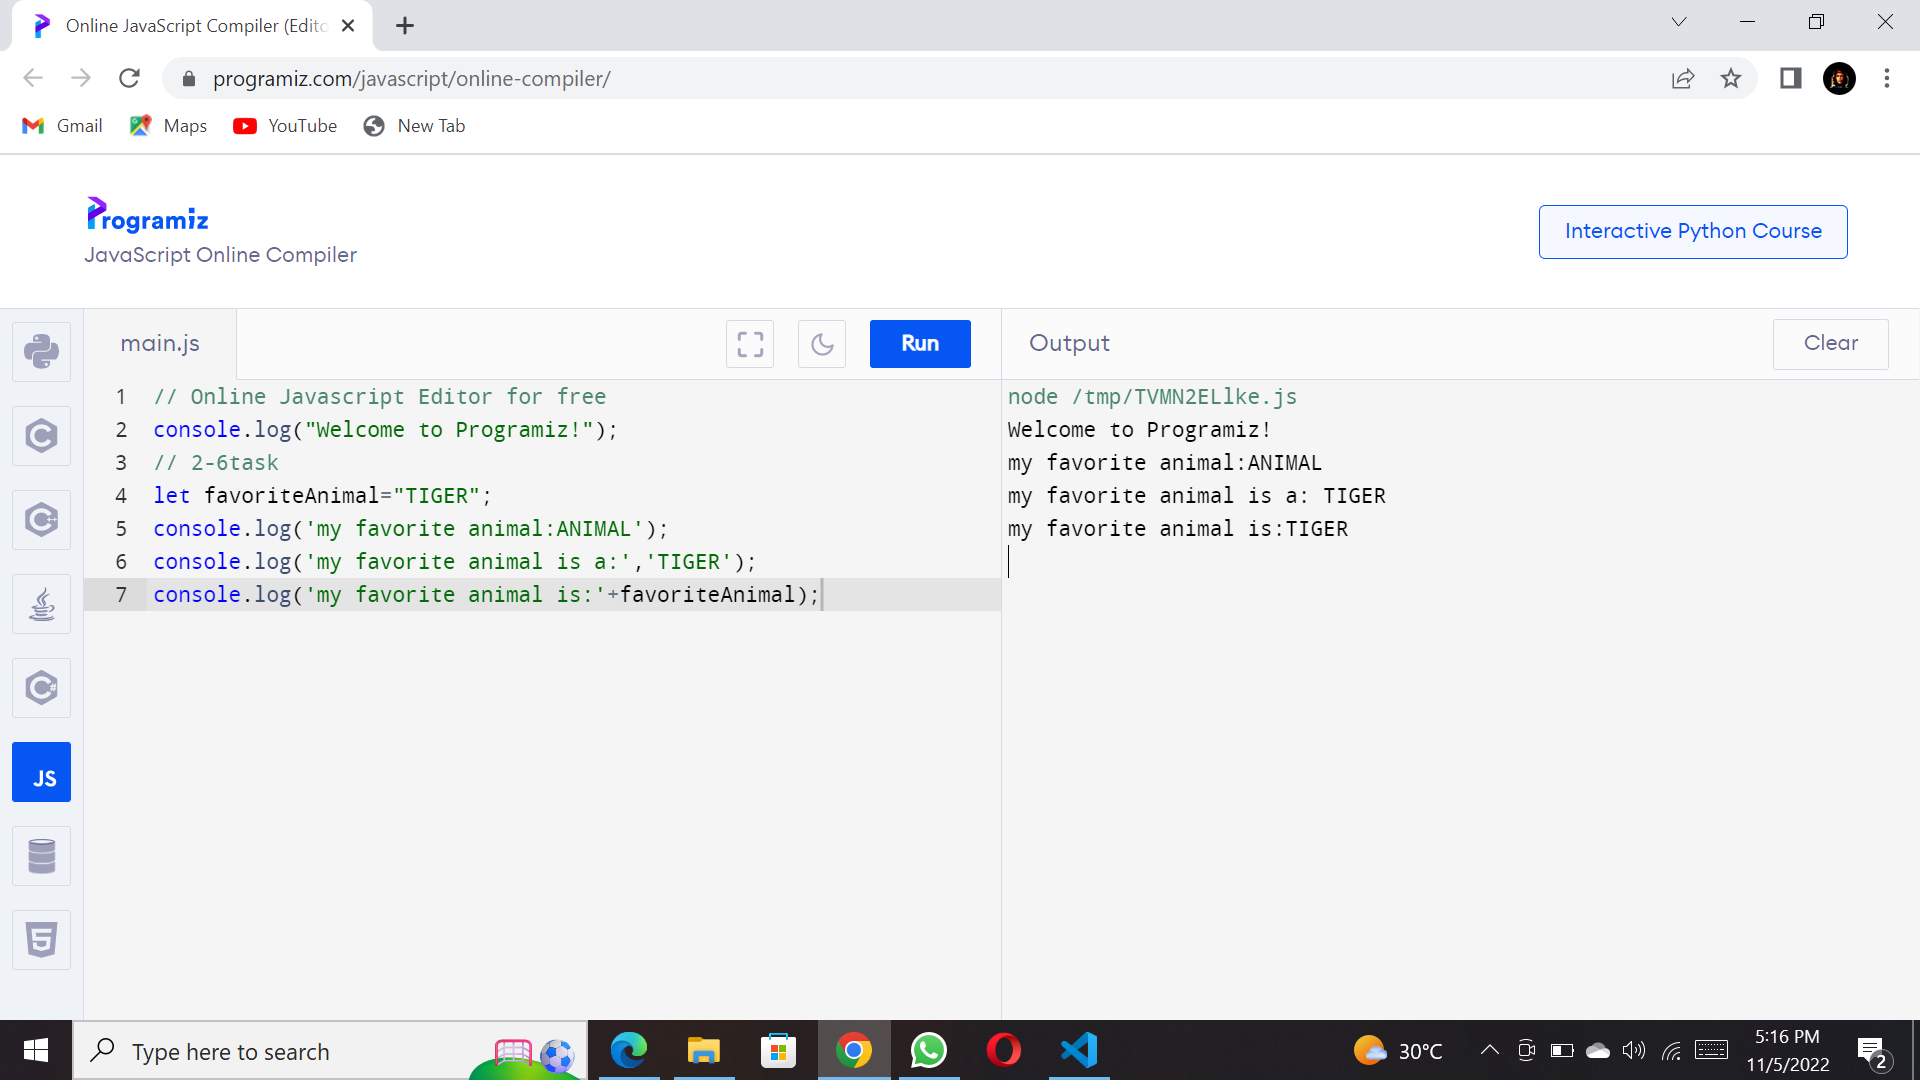 Online JavaScript Compiler (Edito
programiz.com/javascript/online-compiler/
Gmail
Maps
YouTube
New Tab
Programiz
JavaScript Online Compiler
Interactive Python Course
main.js
Run
Output
Clear
1 // Online Javascript Editor for free
2 console.log("Welcome to Programiz!");
3 // 2-6task
4 let favoriteAnimal="TIGER";
5 console.log('my favorite animal:ANIMAL');
6 console.log('my favorite animal is a:','TIGER');
7 console.log('my favorite animal is:'+favoriteAnimal);
node /tmp/TVMN2ELlke.js
Welcome to Programiz!
my favorite animal:ANIMAL
my favorite animal is a: TIGER
my favorite animal is:TIGER
C
C++
C#
JS
5
Type here to search
30°C
5:16 PM
11/5/2022
2